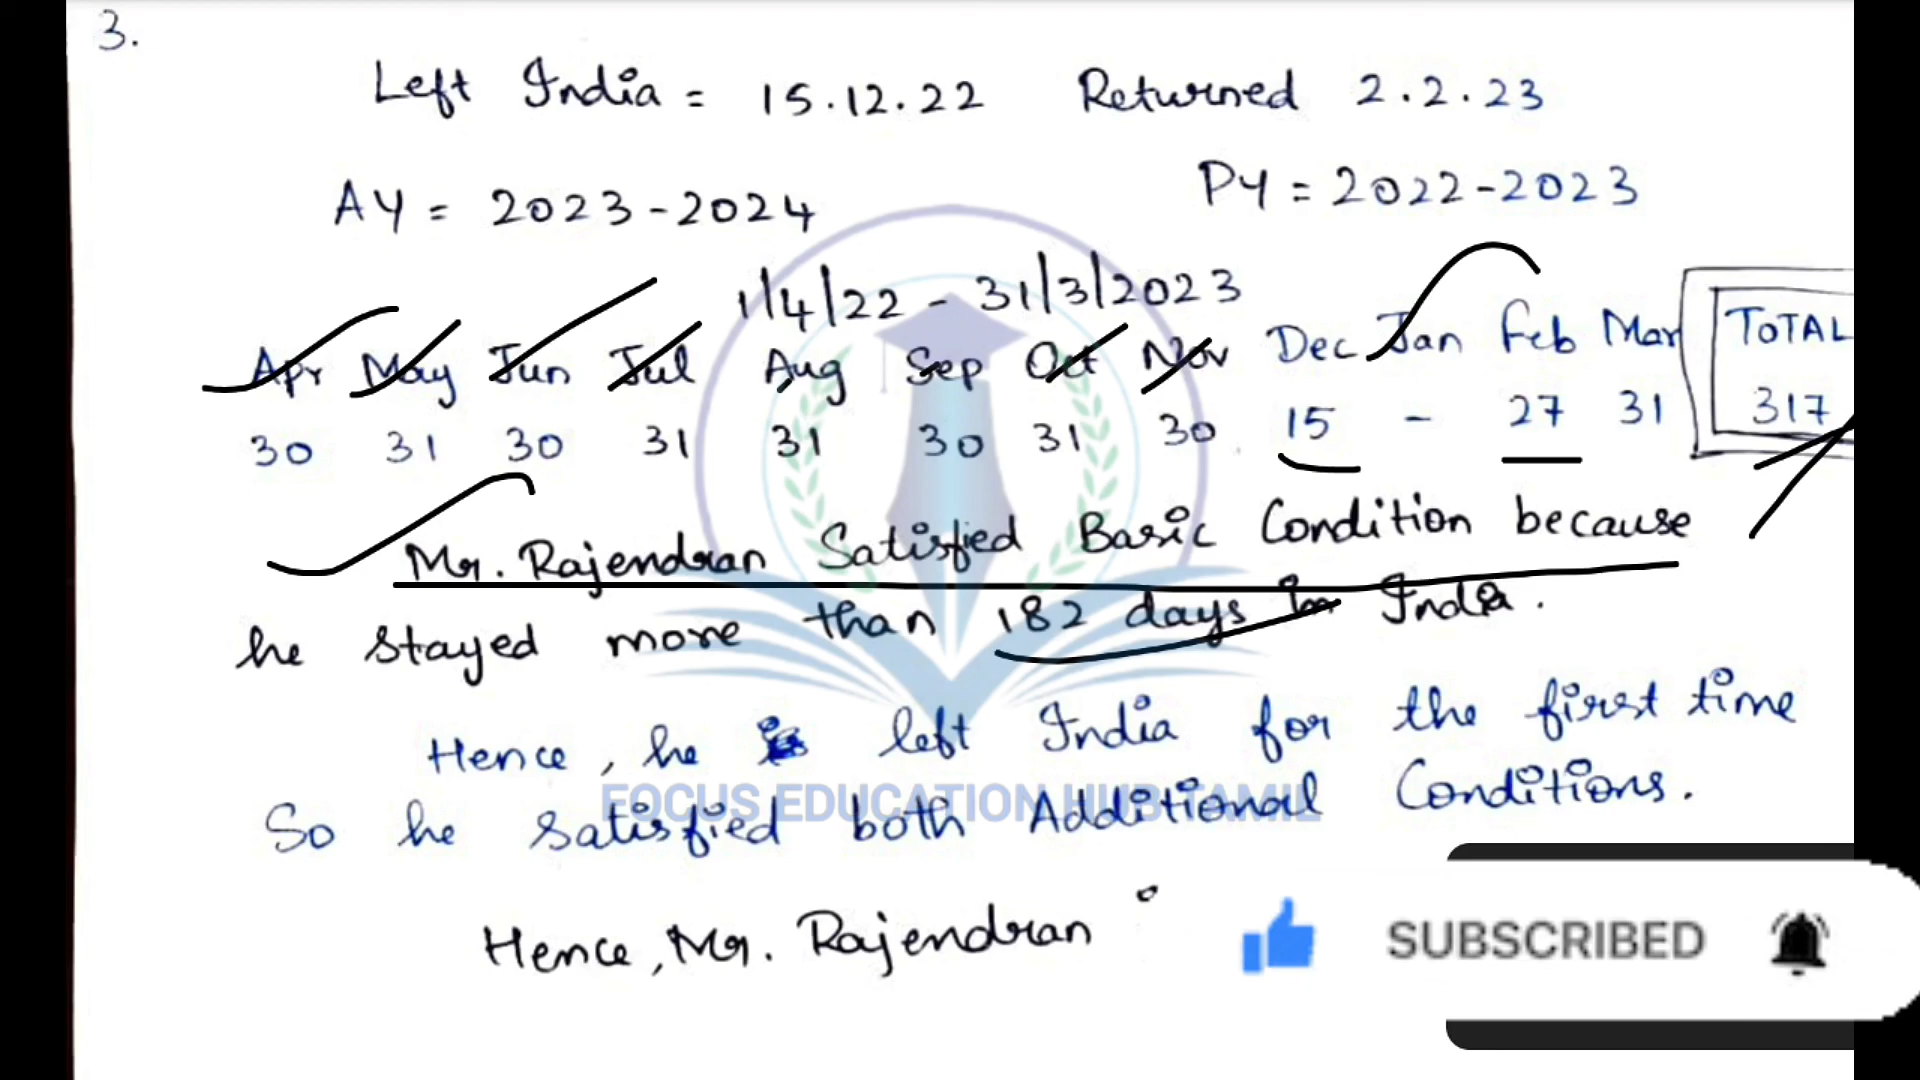 3.
Left India = 15.12.22 Returned 2.2.23
AY = 2023-2024 PY = 2022-2023
1/4/22 - 31/3/2023
Apr May Jun Jul Aug Sep Oct Nov Dec Jan Feb Mar TOTAL
30 31 30 31 31 30 31 30 15 - 27 31 317
Mr. Rajendran Satisfied Basic Condition because
he stayed more than 182 days in India.
Hence, he left India for the first time
FOCUS EDUCATION HUB TAMIL
So he satisfied both Additional Conditions.
Hence, Mr. Rajendran
SUBSCRIBED